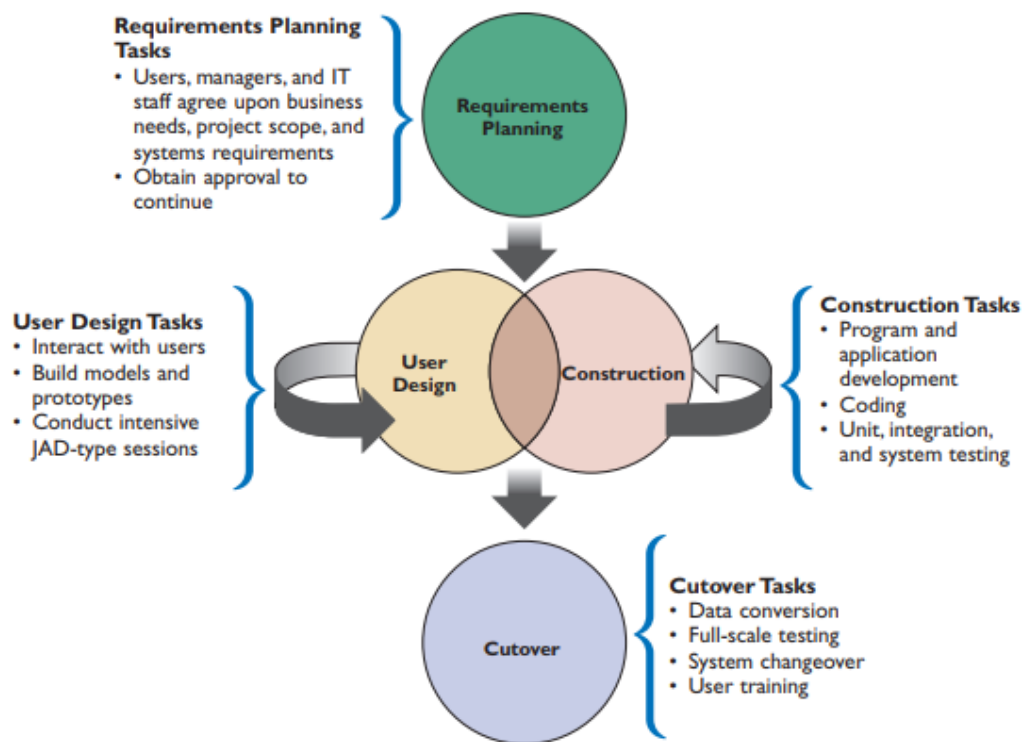 Requirements Planning
Tasks
• Users, managers, and IT
staff agree upon business
needs, project scope, and
systems requirements
• Obtain approval to
continue
Requirements
Planning
User Design Tasks
• Interact with users
• Build models and
prototypes
• Conduct intensive
JAD-type sessions
User
Design
Construction
Construction Tasks
• Program and
application
development
• Coding
• Unit, integration,
and system testing
Cutover
Cutover Tasks
• Data conversion
• Full-scale testing
• System changeover
• User training